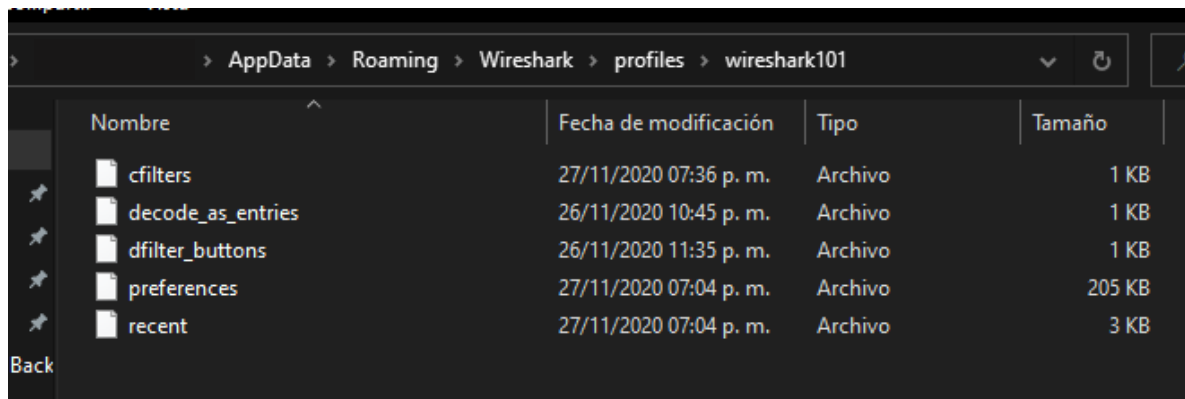 > AppData > Roaming > Wireshark > profiles > wireshark101
Nombre Fecha de modificación Tipo Tamaño
cfilters 27/11/2020 07:36 p. m. Archivo 1 KB
decode_as_entries 26/11/2020 10:45 p. m. Archivo 1 KB
dfilter_buttons 26/11/2020 11:35 p. m. Archivo 1 KB
preferences 27/11/2020 07:04 p. m. Archivo 205 KB
recent 27/11/2020 07:04 p. m. Archivo 3 KB
Back